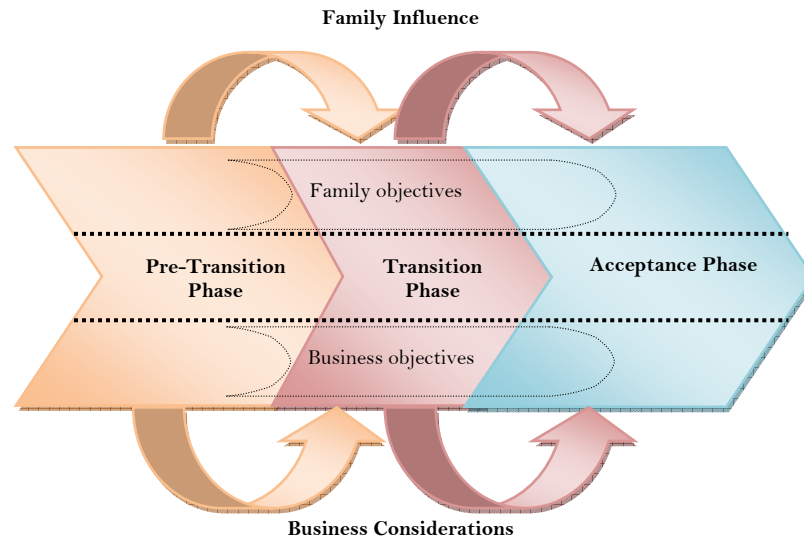 Family Influence
Family objectives
Pre-Transition
Phase
Transition
Phase
Acceptance Phase
Business objectives
Business Considerations